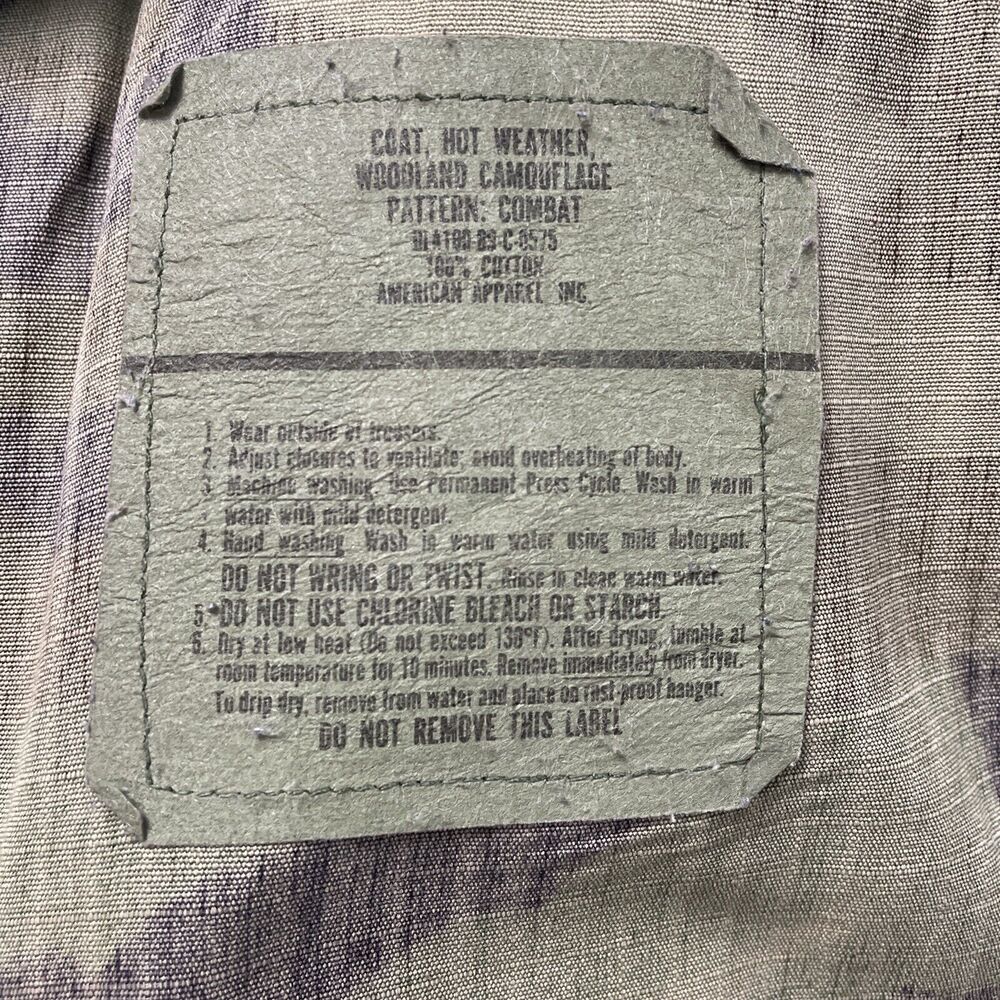 COAT, HOT WEATHER,
WOODLAND CAMOUFLAGE
PATTERN: COMBAT
DLA100-89-C-0575
100% COTTON
AMERICAN APPAREL INC.
1. Wear outside of trousers.
2. Adjust closures to ventilate; avoid overheating of body.
3. Machine washing. Use Permanent Press Cycle. Wash in warm
water with mild detergent.
4. Hand washing Wash in warm water using mild detergent.
DO NOT WRING OR TWIST. Rinse in clean warm water.
5. DO NOT USE CHLORINE BLEACH OR STARCH.
6. Dry at low heat (Do not exceed 130°F). After drying, tumble at
room temperature for 10 minutes. Remove immediately from dryer.
To drip dry, remove from water and place on rust-proof hanger.
DO NOT REMOVE THIS LABEL